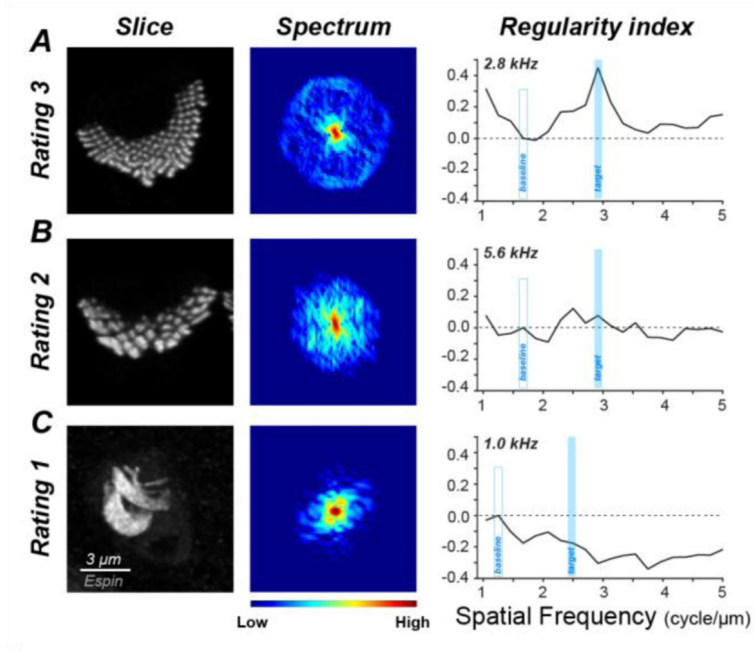 Slice Spectrum Regularity index
A
Rating 3
2.8 kHz
0.4
0.2
0.0
-0.2
-0.4
baseline
target
1 2 3 4 5
B
Rating 2
5.6 kHz
0.4
0.2
0.0
-0.2
-0.4
baseline
target
1 2 3 4 5
C
Rating 1
3 µm
Espin
1.0 kHz
0.4
0.2
0.0
-0.2
-0.4
baseline
target
1 2 3 4 5
Low High
Spatial Frequency (cycle/µm)